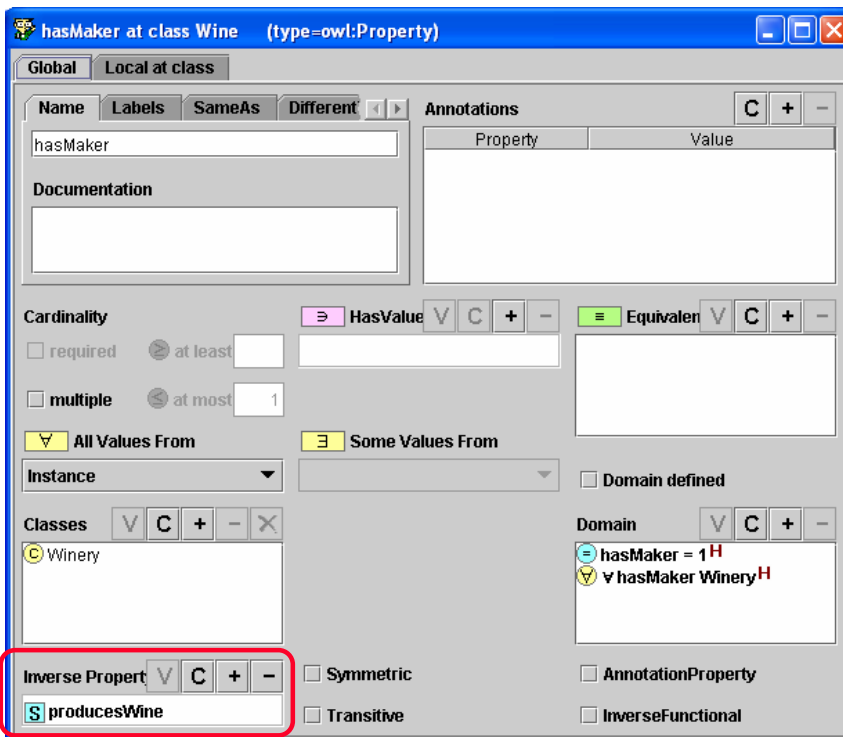 hasMaker at class Wine (type=owl:Property)
Global Local at class
Name Labels SameAs Different
hasMaker
Documentation
Annotations C + −
Property Value
Cardinality
required ≥ at least
multiple ≤ at most 1
∋ HasValue V C + −
≡ Equivalen V C + −
∀ All Values From
Instance
∃ Some Values From
Domain defined
Classes V C + −
C Winery
Domain V C + −
= hasMaker = 1 H
∀ ∀ hasMaker Winery H
Inverse Propert V C + −
S producesWine
Symmetric
Transitive
AnnotationProperty
InverseFunctional